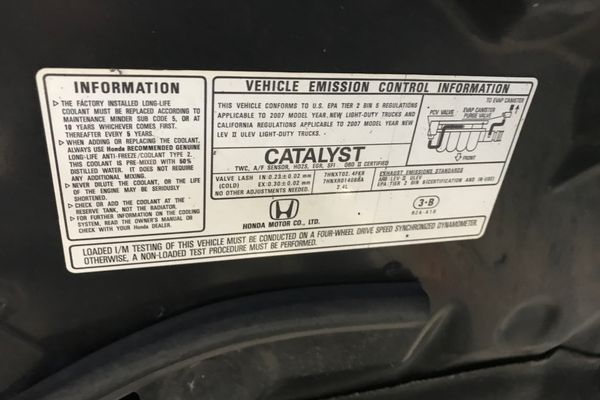 INFORMATION
▷THE FACTORY INSTALLED LONG-LIFE
COOLANT MUST BE REPLACED ACCORDING TO
MAINTENANCE MINDER SUB CODE 5, OR AT
10 YEARS WHICHEVER COMES FIRST.
THEREAFTER EVERY 5 YEARS.
▷WHEN ADDING OR REPLACING THE COOLANT,
ALWAYS USE Honda RECOMMENDED GENUINE
LONG-LIFE ANTI-FREEZE/COOLANT TYPE 2.
THIS COOLANT IS PRE-MIXED WITH 50%
DISTILLED WATER. IT DOES NOT REQUIRE
ANY ADDITIONAL MIXING.
▷NEVER DILUTE THE COOLANT, OR THE LIFE
OF THE ENGINE MAY BE SERIOUSLY
SHORTENED.
▷CHECK OR ADD THE COOLANT AT THE
RESERVE TANK, NOT THE RADIATOR.
▷FOR FURTHER INFORMATION ON THE COOLING
SYSTEM, READ THE OWNER'S MANUAL OR
CHECK WITH YOUR Honda DEALER.
VEHICLE EMISSION CONTROL INFORMATION
THIS VEHICLE CONFORMS TO U.S. EPA TIER 2 BIN 5 REGULATIONS
APPLICABLE TO 2007 MODEL YEAR NEW LIGHT-DUTY TRUCKS AND
CALIFORNIA REGULATIONS APPLICABLE TO 2007 MODEL YEAR NEW
LEV II ULEV LIGHT-DUTY TRUCKS.
TO EVAP CANISTER
PCV VALVE
EVAP CANISTER
PURGE VALVE
FRONT
CATALYST
TWC, A/F SENSOR, HO2S, EGR, SFI OBD II CERTIFIED
VALVE LASH IN:0.23±0.02 mm
(COLD) EX:0.30±0.02 mm
NO OTHER ADJUSTMENTS NEEDED.
7HNXT02.4FKR
7HNXR0140BBA
2.4L
EXHAUST EMISSIONS STANDARDS
ARB LEV-II ULEV
EPA:TIER 2 BIN 5(CERTIFICATION AND IN-USE)
HONDA MOTOR CO., LTD.
3-B
RZA-A10
LOADED I/M TESTING OF THIS VEHICLE MUST BE CONDUCTED ON A FOUR-WHEEL DRIVE SPEED SYNCHRONIZED DYNAMOMETER.
OTHERWISE, A NON-LOADED TEST PROCEDURE MUST BE PERFORMED.